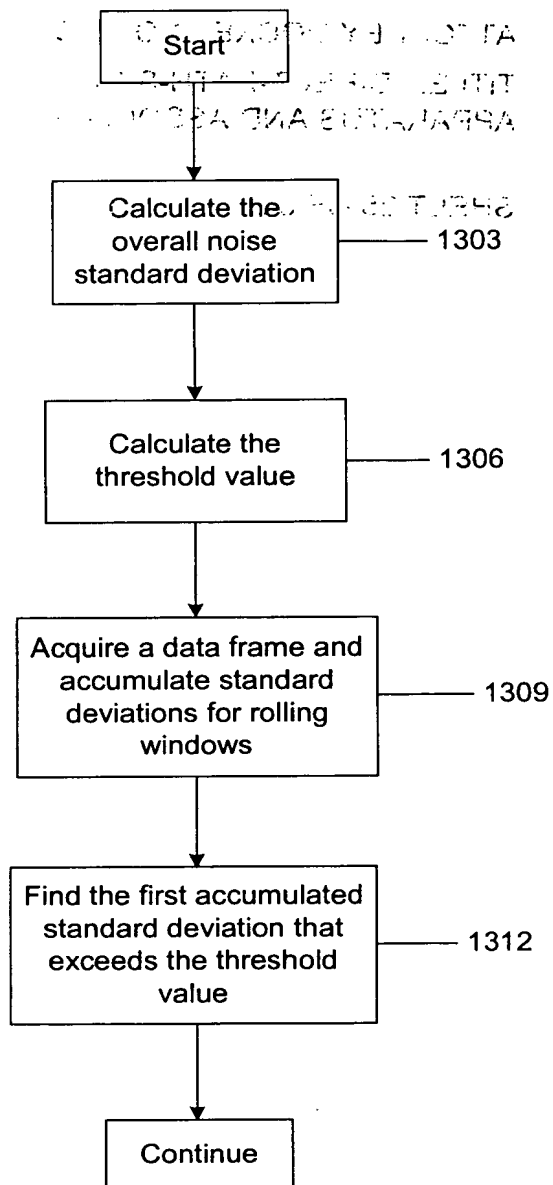 Start
Calculate the
overall noise
standard deviation
1303
Calculate the
threshold value
1306
Acquire a data frame and
accumulate standard
deviations for rolling
windows
1309
Find the first accumulated
standard deviation that
exceeds the threshold
value
1312
Continue